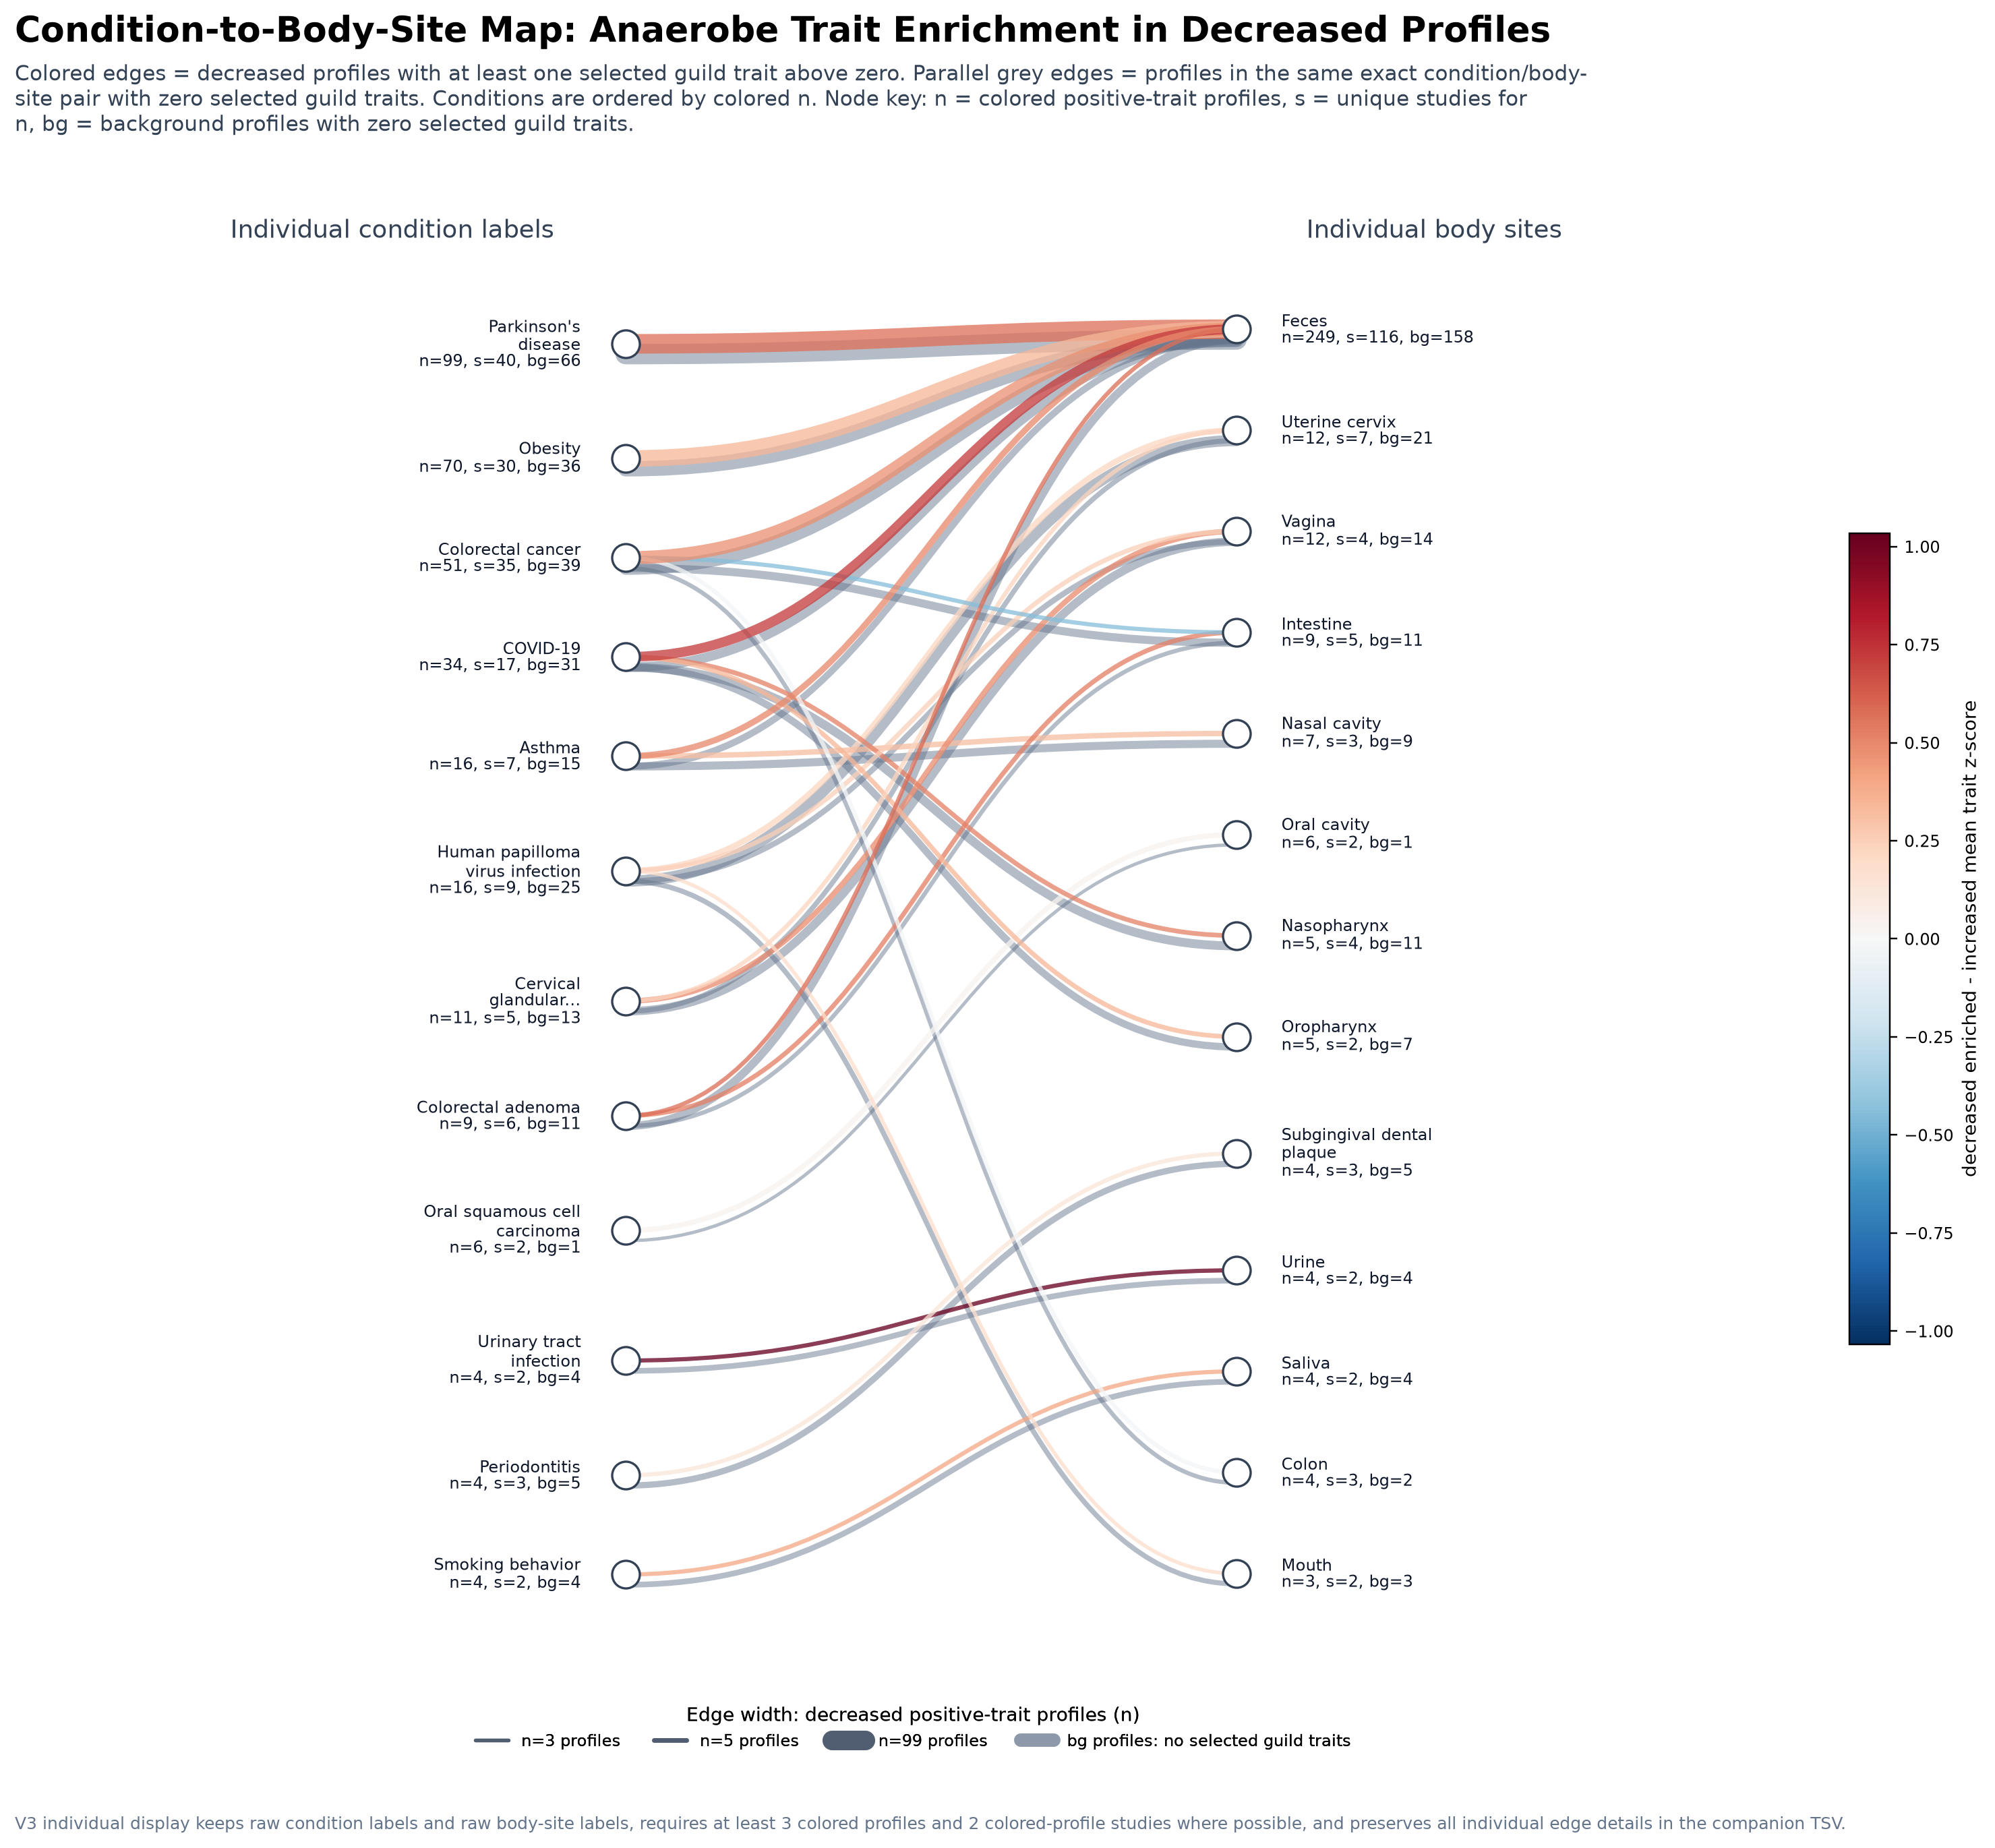 Condition-to-Body-Site Map: Anaerobe Trait Enrichment in Decreased Profiles
Colored edges = decreased profiles with at least one selected guild trait above zero. Parallel grey edges = profiles in the same exact condition/body-
site pair with zero selected guild traits. Conditions are ordered by colored n. Node key: n = colored positive-trait profiles, s = unique studies for
n, bg = background profiles with zero selected guild traits.
Individual condition labels
Parkinson's
disease
n=99, s=40, bg=66
Obesity
n=70, s=30, bg=36
Colorectal cancer
n=51, s=35, bg=39
COVID-19
n=34, s=17, bg=31
Asthma
n=16, s=7, bg=15
Human papilloma
virus infection
n=16, s=9, bg=25
Cervical
glandular...
n=11, s=5, bg=13
Colorectal adenoma
n=9, s=6, bg=11
Oral squamous cell
carcinoma
n=6, s=2, bg=1
Urinary tract
infection
n=4, s=2, bg=4
Periodontitis
n=4, s=3, bg=5
Smoking behavior
n=4, s=2, bg=4
Individual body sites
Feces
n=249, s=116, bg=158
Uterine cervix
n=12, s=7, bg=21
Vagina
n=12, s=4, bg=14
Intestine
n=9, s=5, bg=11
Nasal cavity
n=7, s=3, bg=9
Oral cavity
n=6, s=2, bg=1
Nasopharynx
n=5, s=4, bg=11
Oropharynx
n=5, s=2, bg=7
Subgingival dental
plaque
n=4, s=3, bg=5
Urine
n=4, s=2, bg=4
Saliva
n=4, s=2, bg=4
Colon
n=4, s=3, bg=2
Mouth
n=3, s=2, bg=3
1.00
0.75
0.50
0.25
0.00
−0.25
−0.50
−0.75
−1.00
decreased enriched - increased mean trait z-score
Edge width: decreased positive-trait profiles (n)
n=3 profiles
n=5 profiles
n=99 profiles
bg profiles: no selected guild traits
V3 individual display keeps raw condition labels and raw body-site labels, requires at least 3 colored profiles and 2 colored-profile studies where possible, and preserves all individual edge details in the companion TSV.